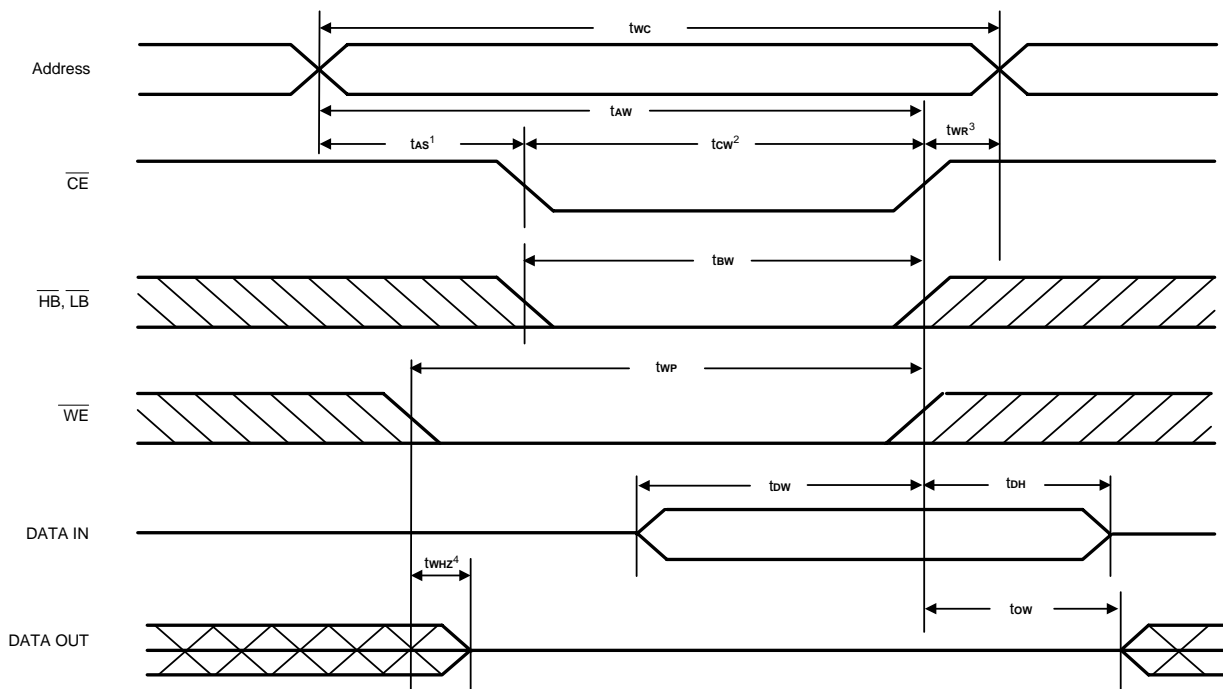 tWC
Address
tAW
tAS¹ tCW² tWR³
CE
tBW
HB, LB
tWP
WE
tDW tDH
DATA IN
tWHZ⁴
tOW
DATA OUT